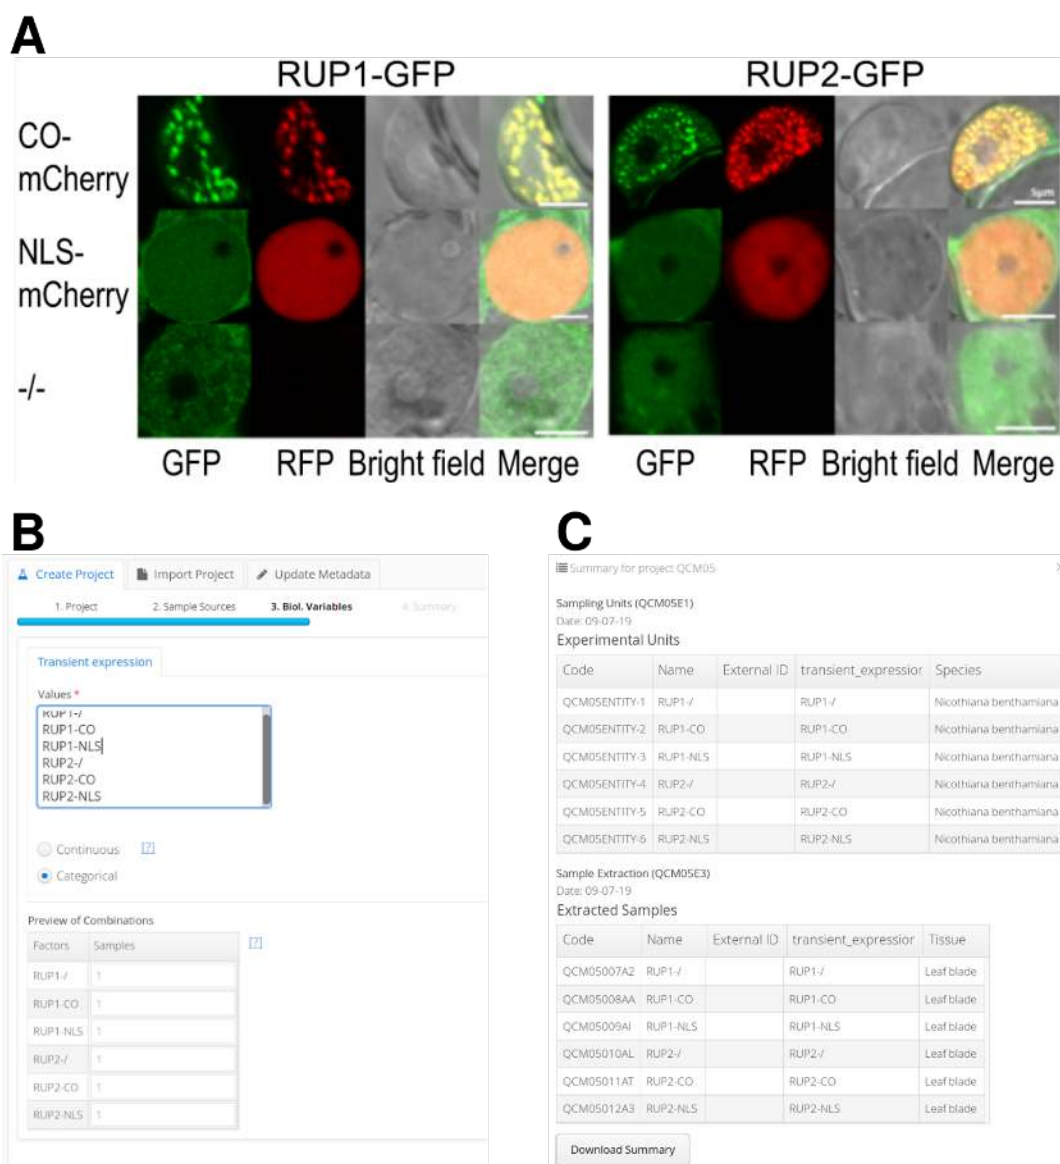 A
RUP1-GFP
RUP2-GFP
CO-
mCherry
5μm
NLS-
mCherry
-/-
GFP RFP Bright field Merge
GFP RFP Bright field Merge
B
Create Project Import Project Update Metadata
1. Project 2. Sample Sources 3. Biol. Variables 4. Summary
Transient expression
Values *
RUP1-/
RUP1-CO
RUP1-NLS
RUP2-/
RUP2-CO
RUP2-NLS
Continuous [?]
Categorical
Preview of Combinations
Factors Samples [?]
RUP1-/ 1
RUP1-CO 1
RUP1-NLS 1
RUP2-/ 1
RUP2-CO 1
RUP2-NLS 1
C
Summary for project QCM05
Sampling Units (QCM05E1)
Date: 09-07-19
Experimental Units
Code Name External ID transient_expression Species
QCM05ENTITY-1 RUP1-/ RUP1-/ Nicothiana benthamiana
QCM05ENTITY-2 RUP1-CO RUP1-CO Nicothiana benthamiana
QCM05ENTITY-3 RUP1-NLS RUP1-NLS Nicothiana benthamiana
QCM05ENTITY-4 RUP2-/ RUP2-/ Nicothiana benthamiana
QCM05ENTITY-5 RUP2-CO RUP2-CO Nicothiana benthamiana
QCM05ENTITY-6 RUP2-NLS RUP2-NLS Nicothiana benthamiana
Sample Extraction (QCM05E3)
Date: 09-07-19
Extracted Samples
Code Name External ID transient_expression Tissue
QCM05007A2 RUP1-/ RUP1-/ Leaf blade
QCM05008AA RUP1-CO RUP1-CO Leaf blade
QCM05009AI RUP1-NLS RUP1-NLS Leaf blade
QCM05010AL RUP2-/ RUP2-/ Leaf blade
QCM05011AT RUP2-CO RUP2-CO Leaf blade
QCM05012A3 RUP2-NLS RUP2-NLS Leaf blade
Download Summary